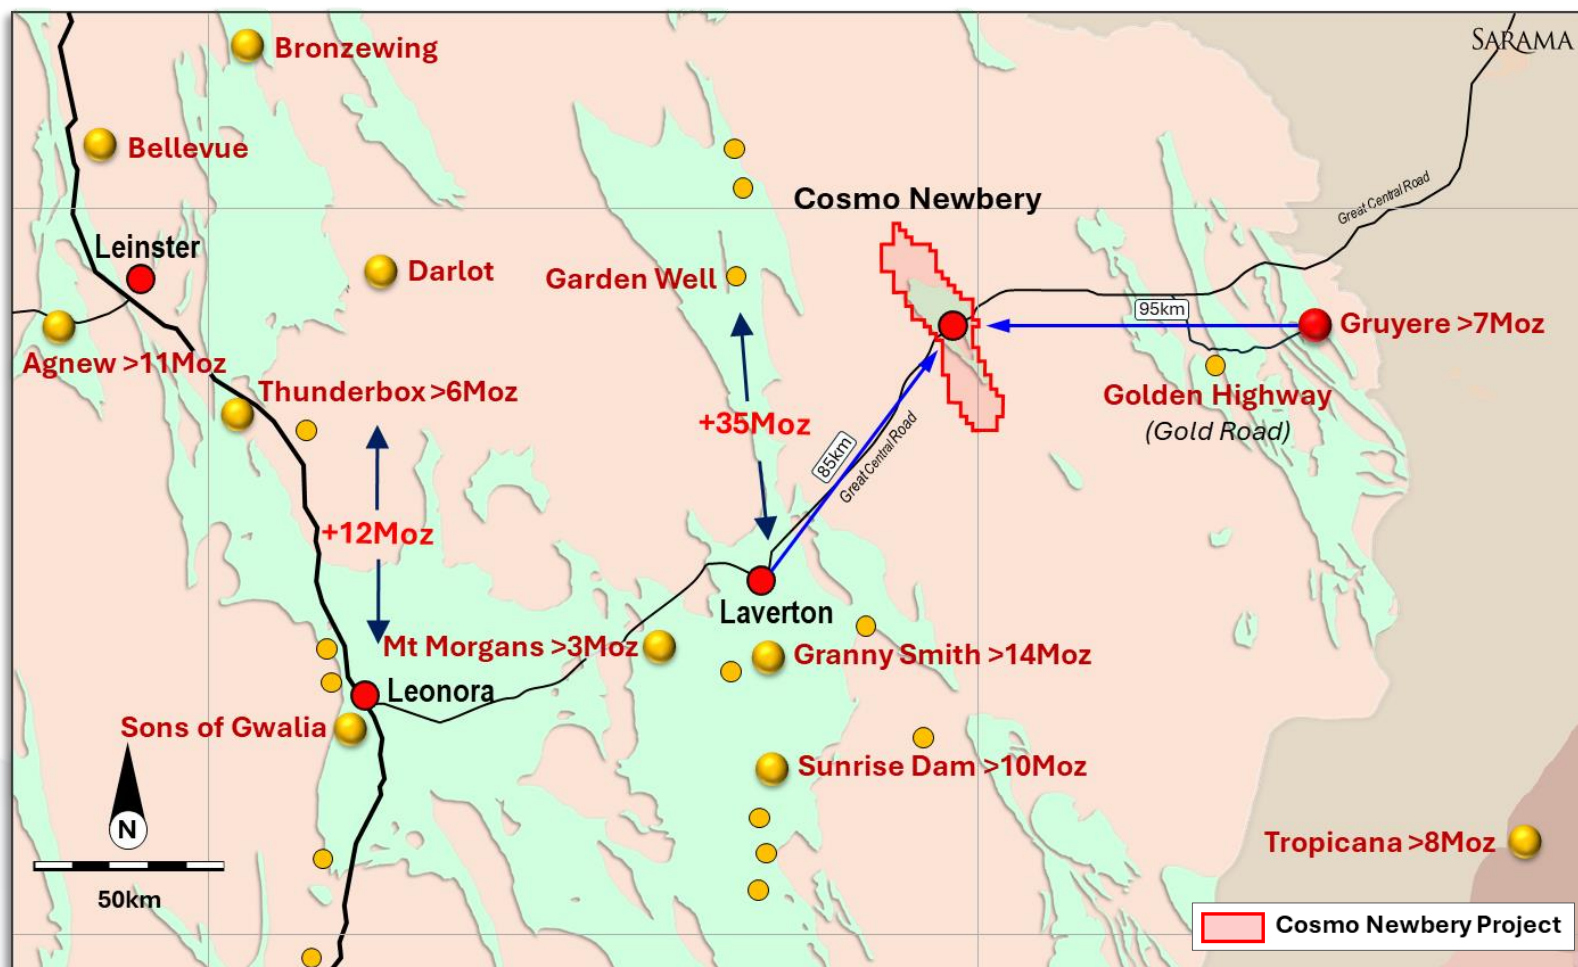 SARAMA
Bronzewing
Bellevue
Cosmo Newbery
Great Central Road
Leinster
Darlot
Garden Well
95km
Gruyere >7Moz
Agnew >11Moz
Thunderbox >6Moz
Golden Highway
(Gold Road)
+35Moz
85km
Great Central Road
+12Moz
Laverton
Mt Morgans >3Moz
Granny Smith >14Moz
Leonora
Sons of Gwalia
Sunrise Dam >10Moz
N
Tropicana >8Moz
50km
Cosmo Newbery Project